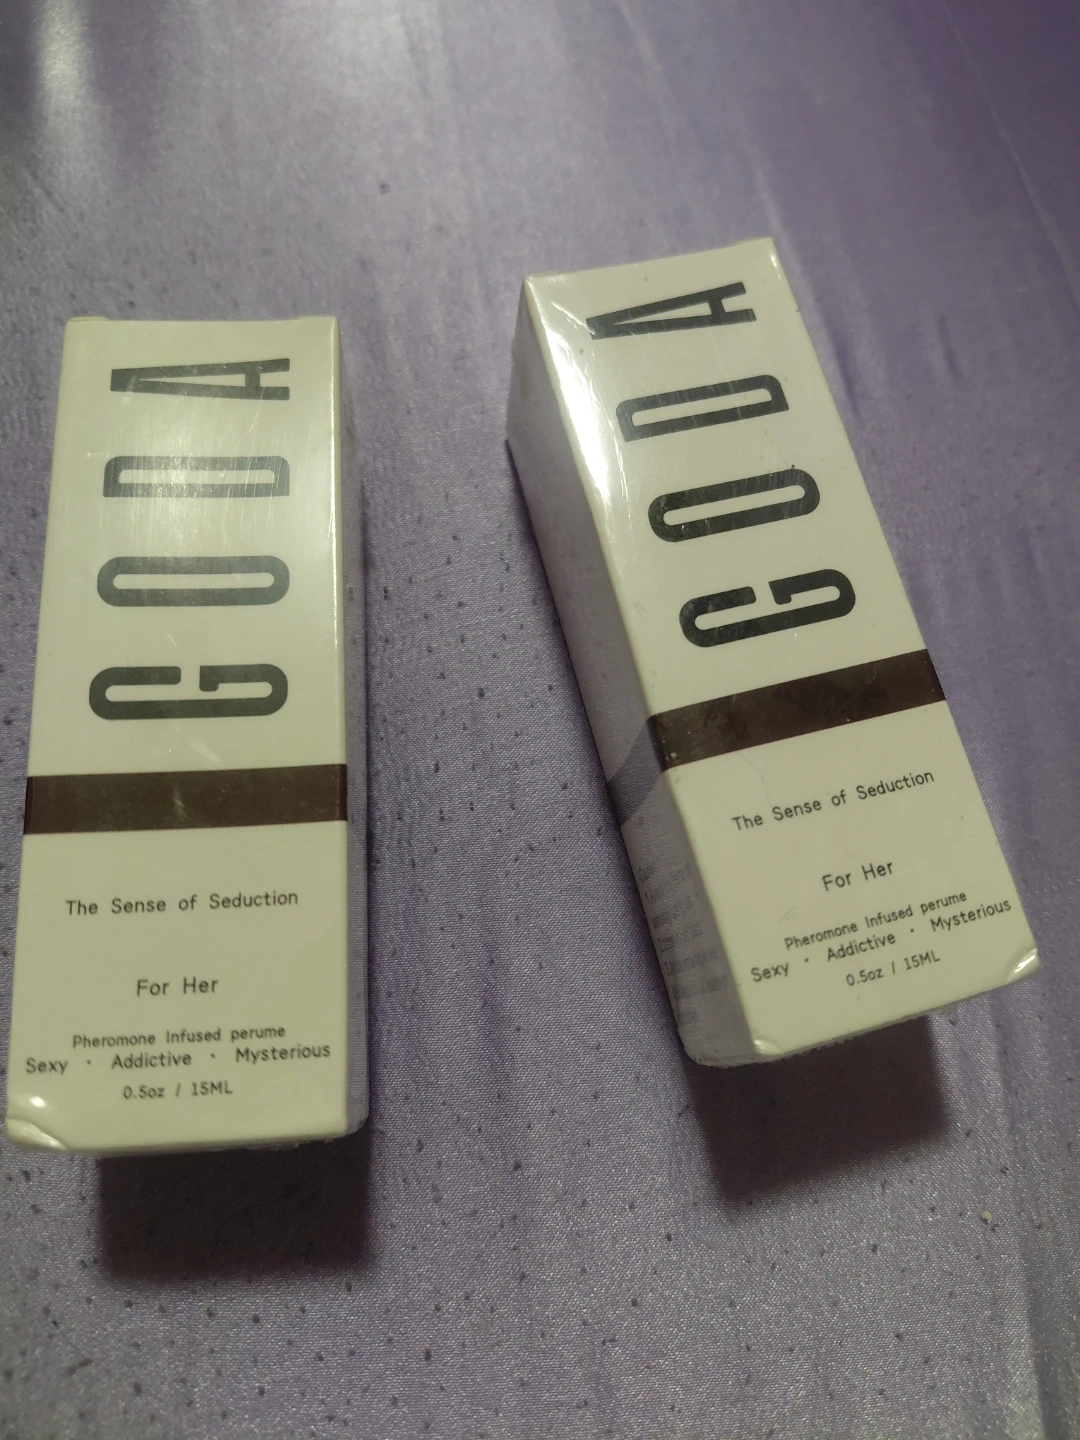 GODA
The Sense of Seduction
For Her
Pheromone Infused perume
Sexy · Addictive · Mysterious
0.5oz / 15ML
GODA
The Sense of Seduction
For Her
Pheromone Infused perume
Sexy · Addictive · Mysterious
0.5oz / 15ML